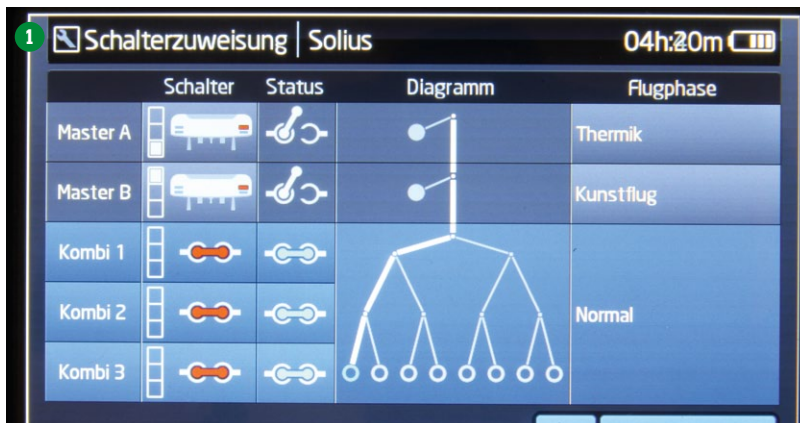 1
Schalterzuweisung | Solius 04h:20m
Schalter Status Diagramm Flugphase
Master A Thermik
Master B Kunstflug
Kombi 1
Kombi 2 Normal
Kombi 3